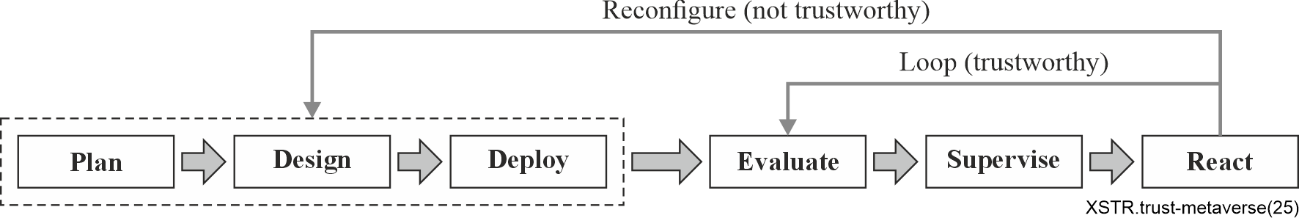 Reconfigure (not trustworthy)
Loop (trustworthy)
Plan
Design
Deploy
Evaluate
Supervise
React
XSTR.trust-metaverse(25)